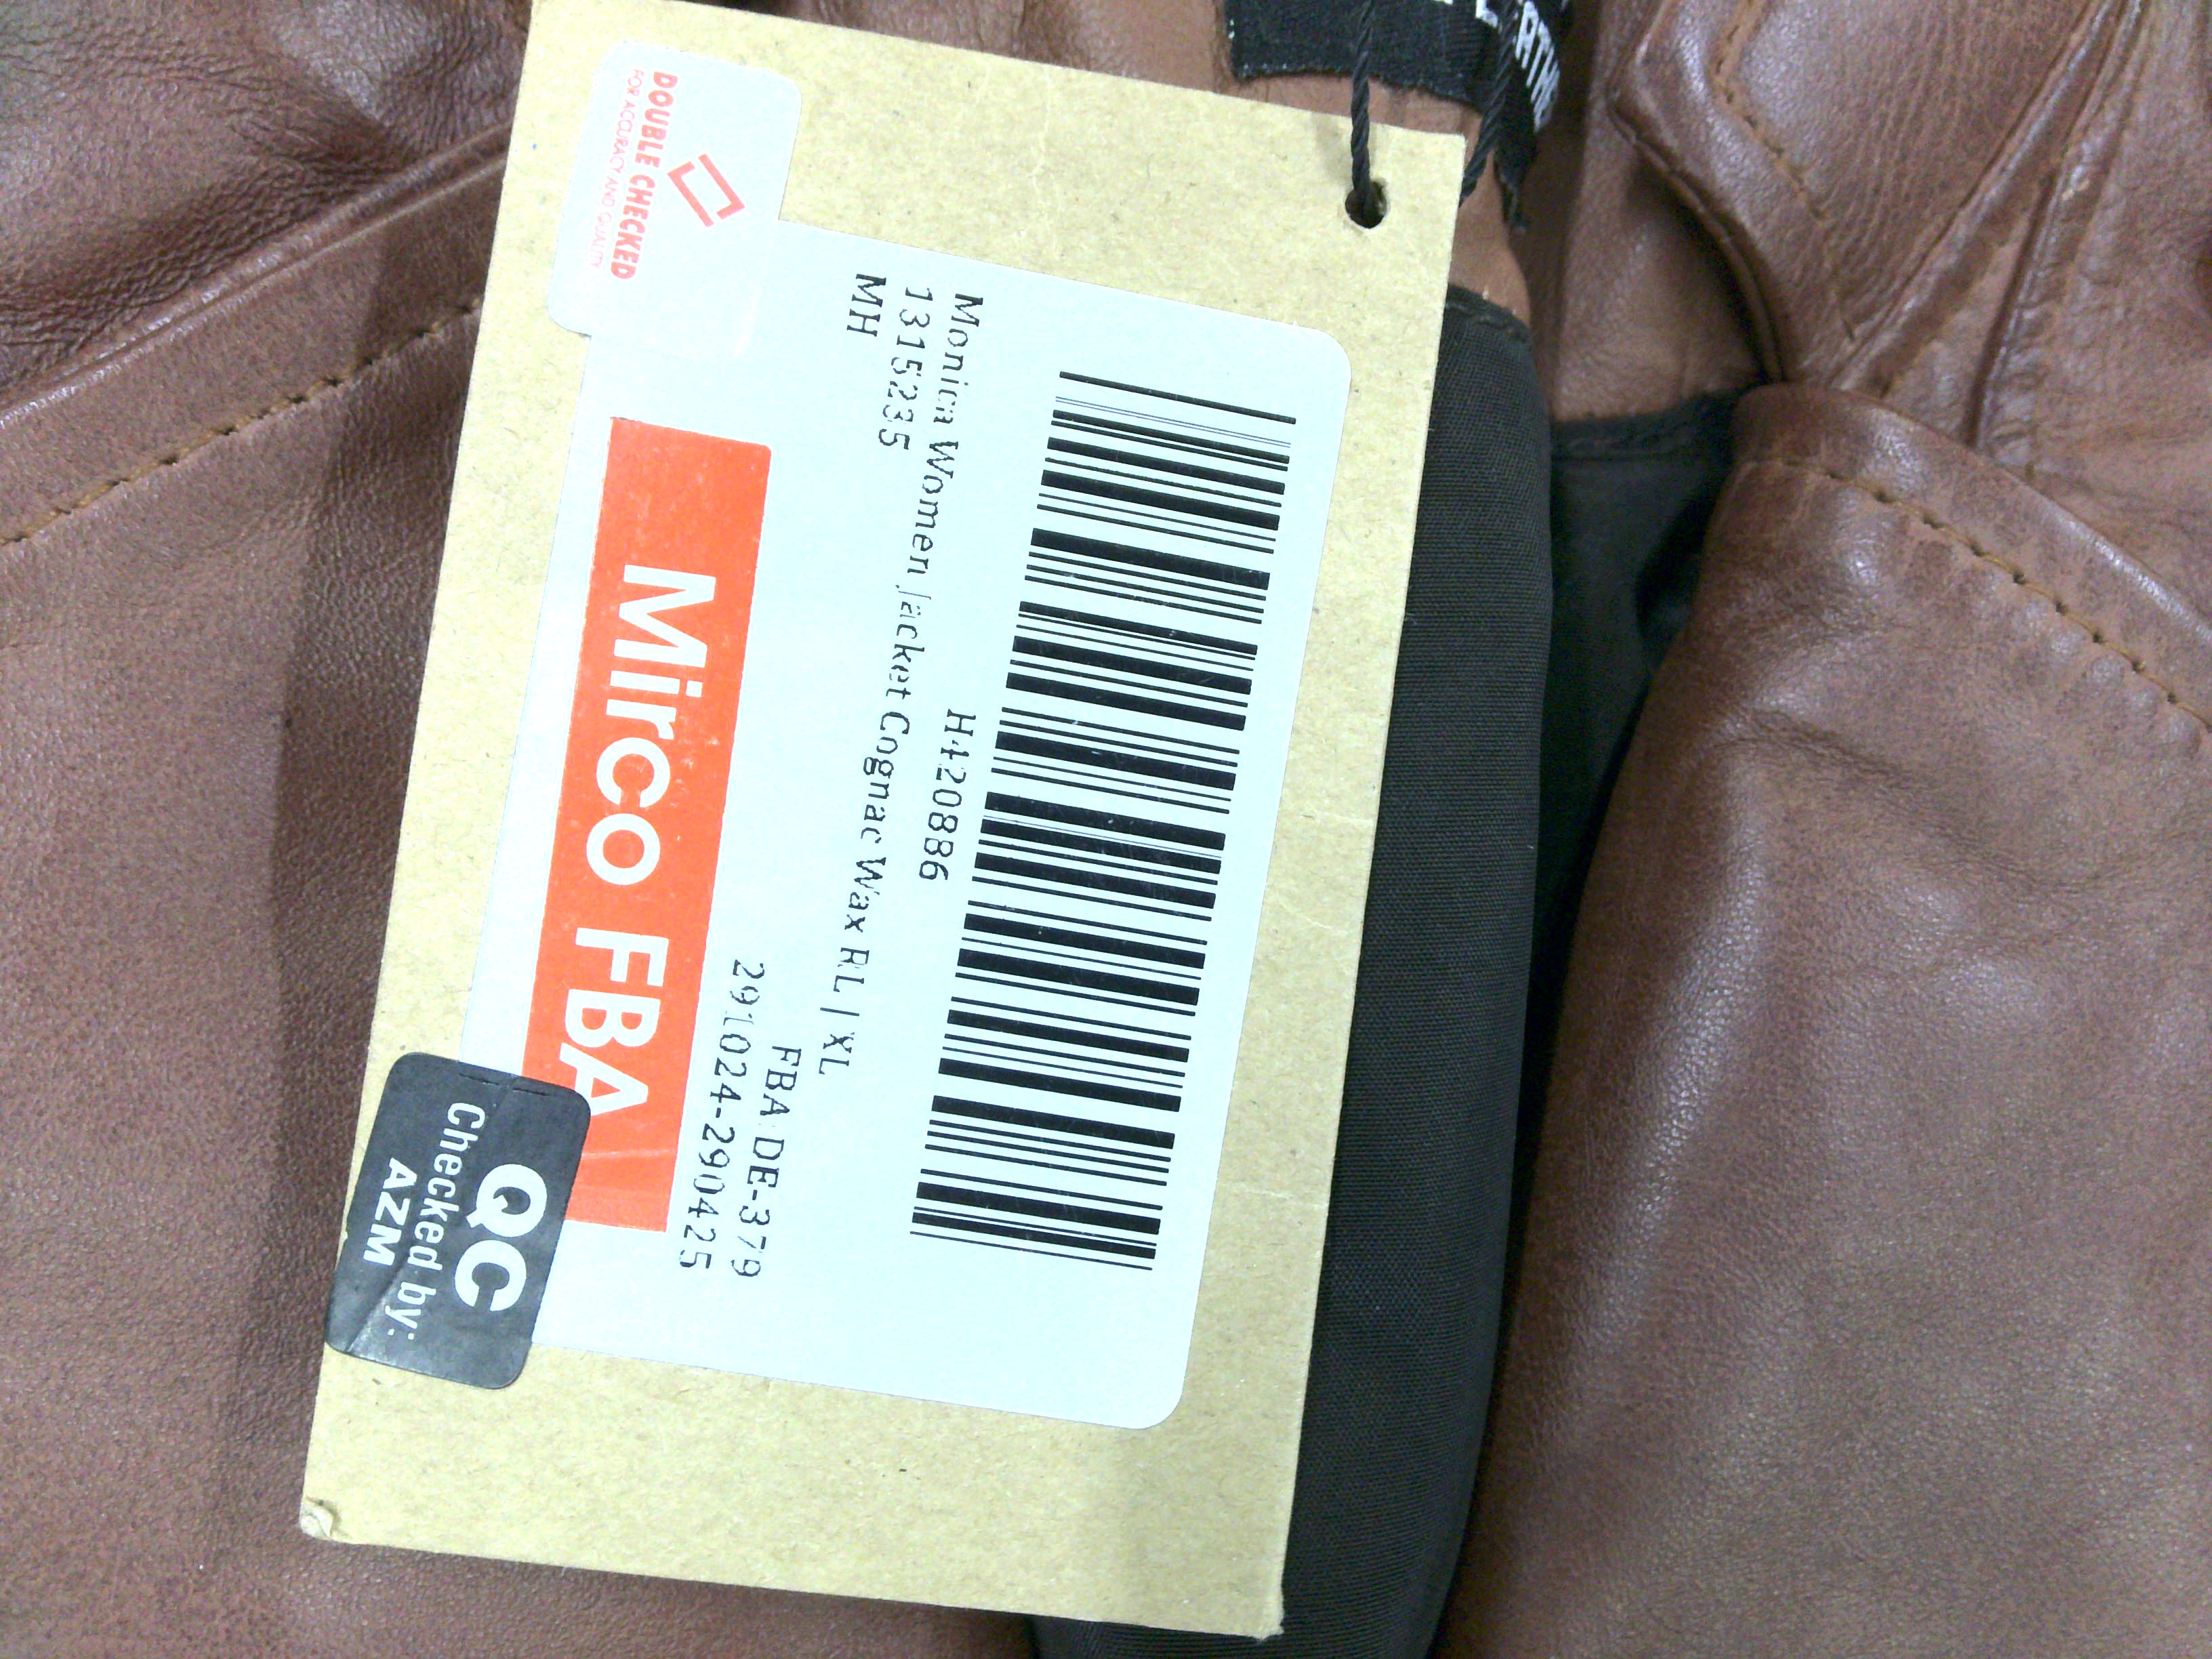 H420886
Monica Women Jacket Cognac Wax RL | XL
1315235
MH
FBA DE-379
291024-290425
Mirco FBA
DOUBLE CHECKED
FOR ACCURACY AND QUALITY
QC
Checked by:
AZM